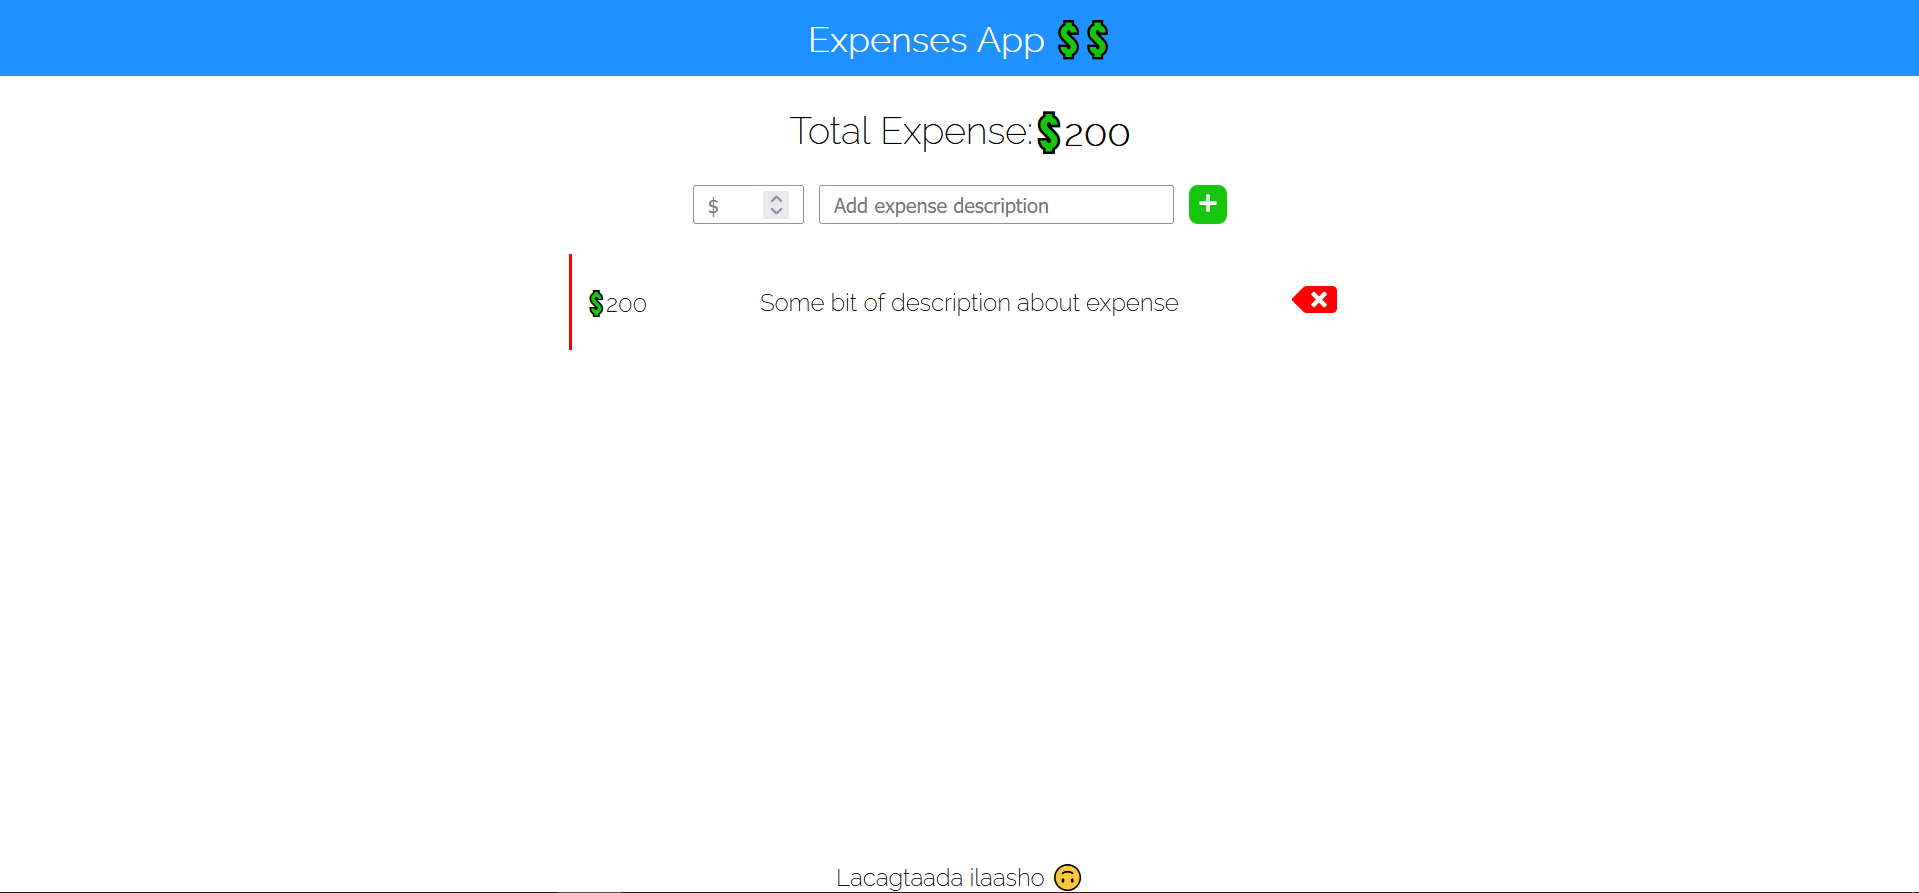 Expenses App 💲💲
Total Expense:💲200
$ Add expense description
💲200 Some bit of description about expense
Lacagtaada ilaasho 🙃